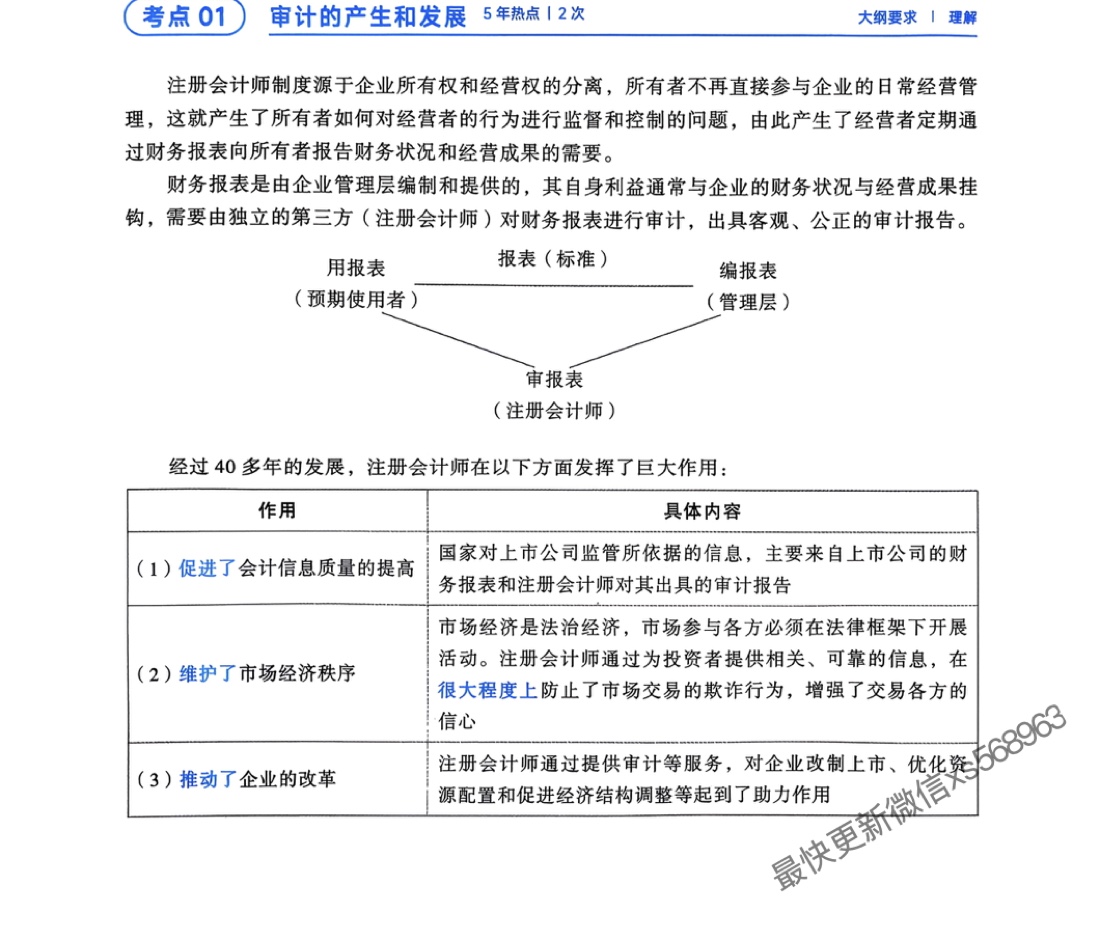 考点 01 审计的产生和发展 5年热点 | 2次 大纲要求 | 理解
注册会计师制度源于企业所有权和经营权的分离，所有者不再直接参与企业的日常经营管
理，这就产生了所有者如何对经营者的行为进行监督和控制的问题，由此产生了经营者定期通
过财务报表向所有者报告财务状况和经营成果的需要。
财务报表是由企业管理层编制和提供的，其自身利益通常与企业的财务状况与经营成果挂
钩，需要由独立的第三方（注册会计师）对财务报表进行审计，出具客观、公正的审计报告。
报表（标准）
用报表 编报表
（预期使用者） （管理层）
审报表
（注册会计师）
经过 40 多年的发展，注册会计师在以下方面发挥了巨大作用：
作用 具体内容
（1）促进了会计信息质量的提高
国家对上市公司监管所依据的信息，主要来自上市公司的财
务报表和注册会计师对其出具的审计报告
（2）维护了市场经济秩序
市场经济是法治经济，市场参与各方必须在法律框架下开展
活动。注册会计师通过为投资者提供相关、可靠的信息，在
很大程度上防止了市场交易的欺诈行为，增强了交易各方的
信心
（3）推动了企业的改革
注册会计师通过提供审计等服务，对企业改制上市、优化资
源配置和促进经济结构调整等起到了助力作用
最快更新微信xs568963